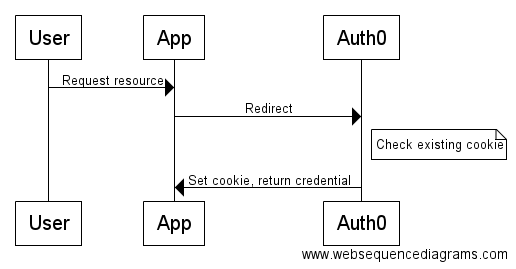 User App Auth0
Request resource
Redirect
Check existing cookie
Set cookie, return credential
User App Auth0
www.websequencediagrams.com